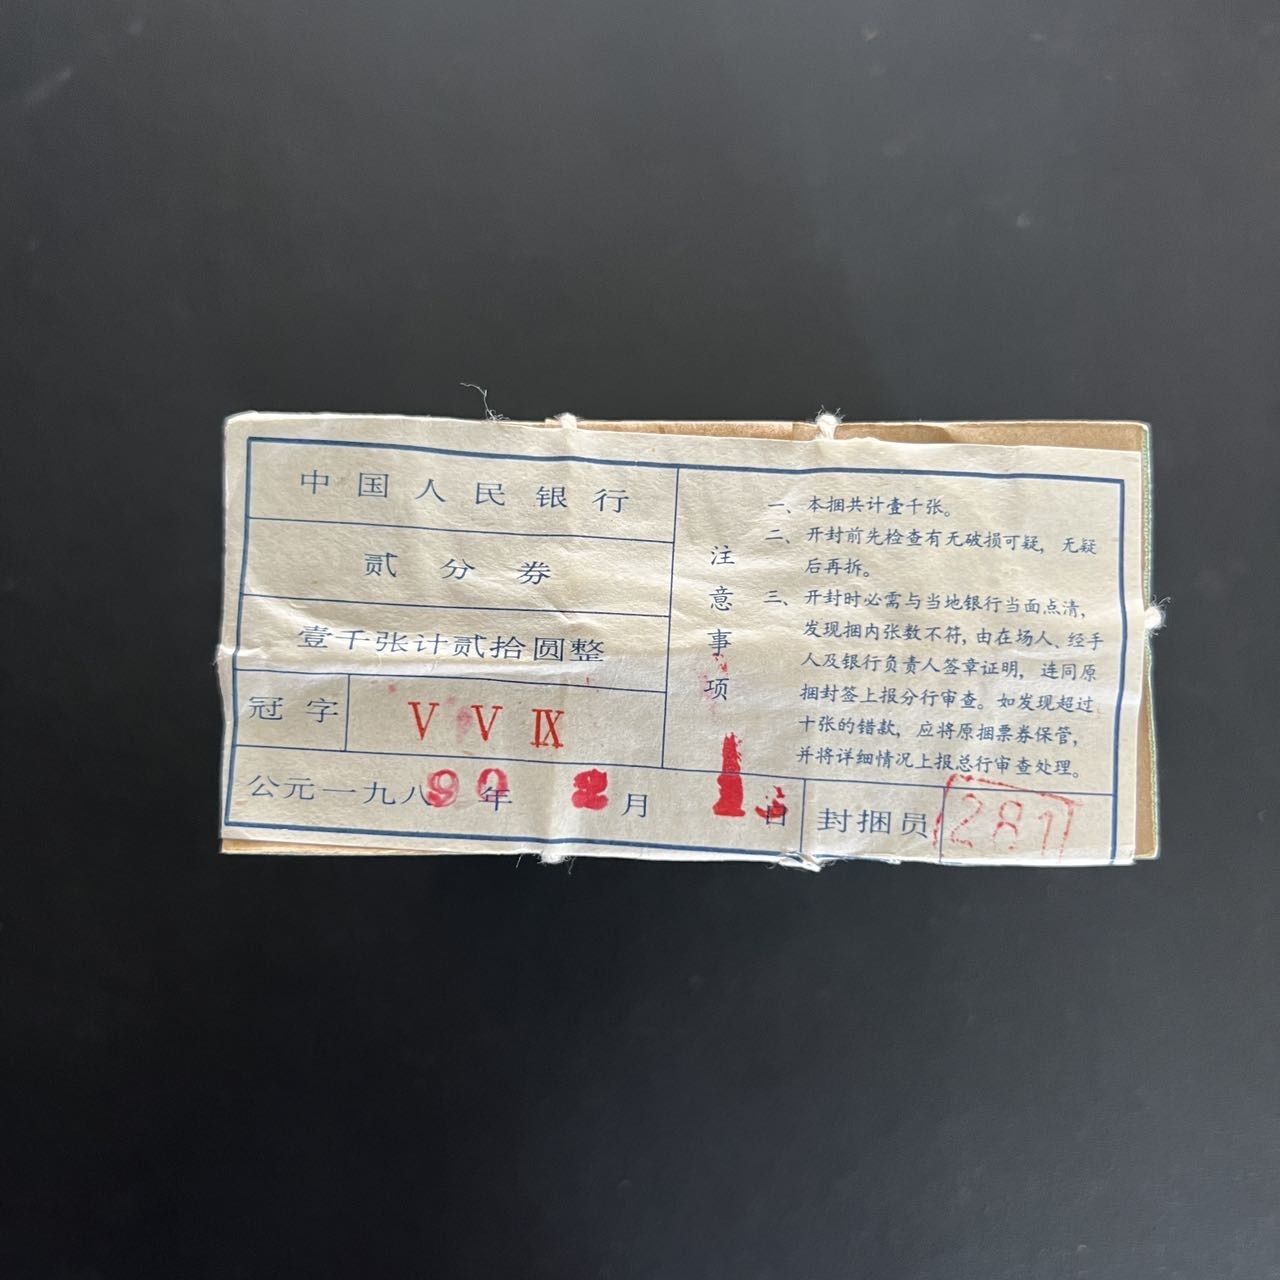 中国人民银行
贰分券
壹千张计贰拾圆整
冠字 V V IX
公元一九八90年 2月 13日
注意事项
一、本捆共计壹千张。
二、开封前先检查有无破损可疑，无疑
后再拆。
三、开封时必需与当地银行当面点清，
发现捆内张数不符，由在场人、经手
人及银行负责人签章证明，连同原
捆封签上报分行审查。如发现超过
十张的错款，应将原捆票券保管，
并将详细情况上报总行审查处理。
封捆员 281